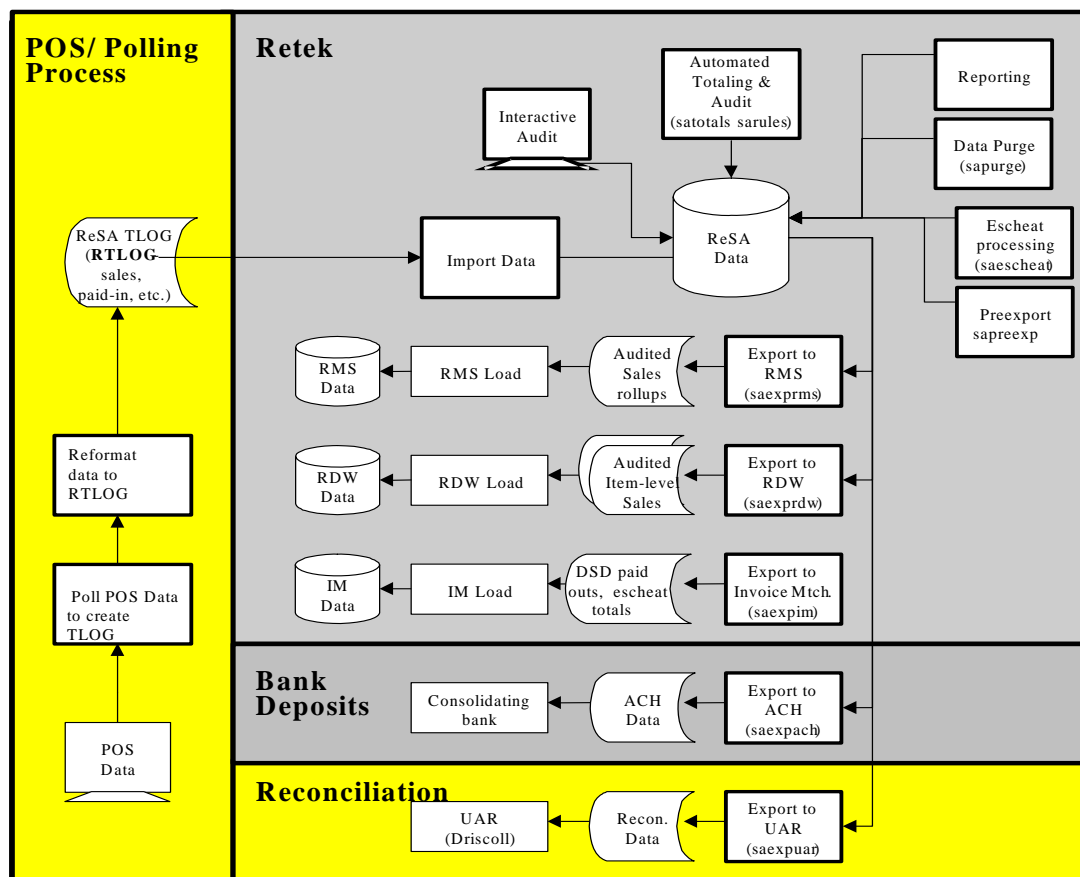 POS/ Polling
Process
Retek
Automated
Totaling &
Audit
(satotals sarules)
Reporting
Interactive
Audit
Data Purge
(sapurge)
ReSA TLOG
(RTLOG
sales,
paid-in, etc.)
Import Data
ReSA
Data
Escheat
processing
(saescheat)
Preexport
sapreexp
RMS
Data
RMS Load
Audited
Sales
rollups
Export to
RMS
(saexprms)
Reformat
data to
RTLOG
RDW
Data
RDW Load
Audited
Item-level
Sales
Export to
RDW
(saexprdw)
Poll POS Data
to create
TLOG
IM
Data
IM Load
DSD paid
outs, escheat
totals
Export to
Invoice Mtch.
(saexpim)
Bank
Deposits
Consolidating
bank
ACH
Data
Export to
ACH
(saexpach)
POS
Data
Reconciliation
UAR
(Driscoll)
Recon.
Data
Export to
UAR
(saexpuar)